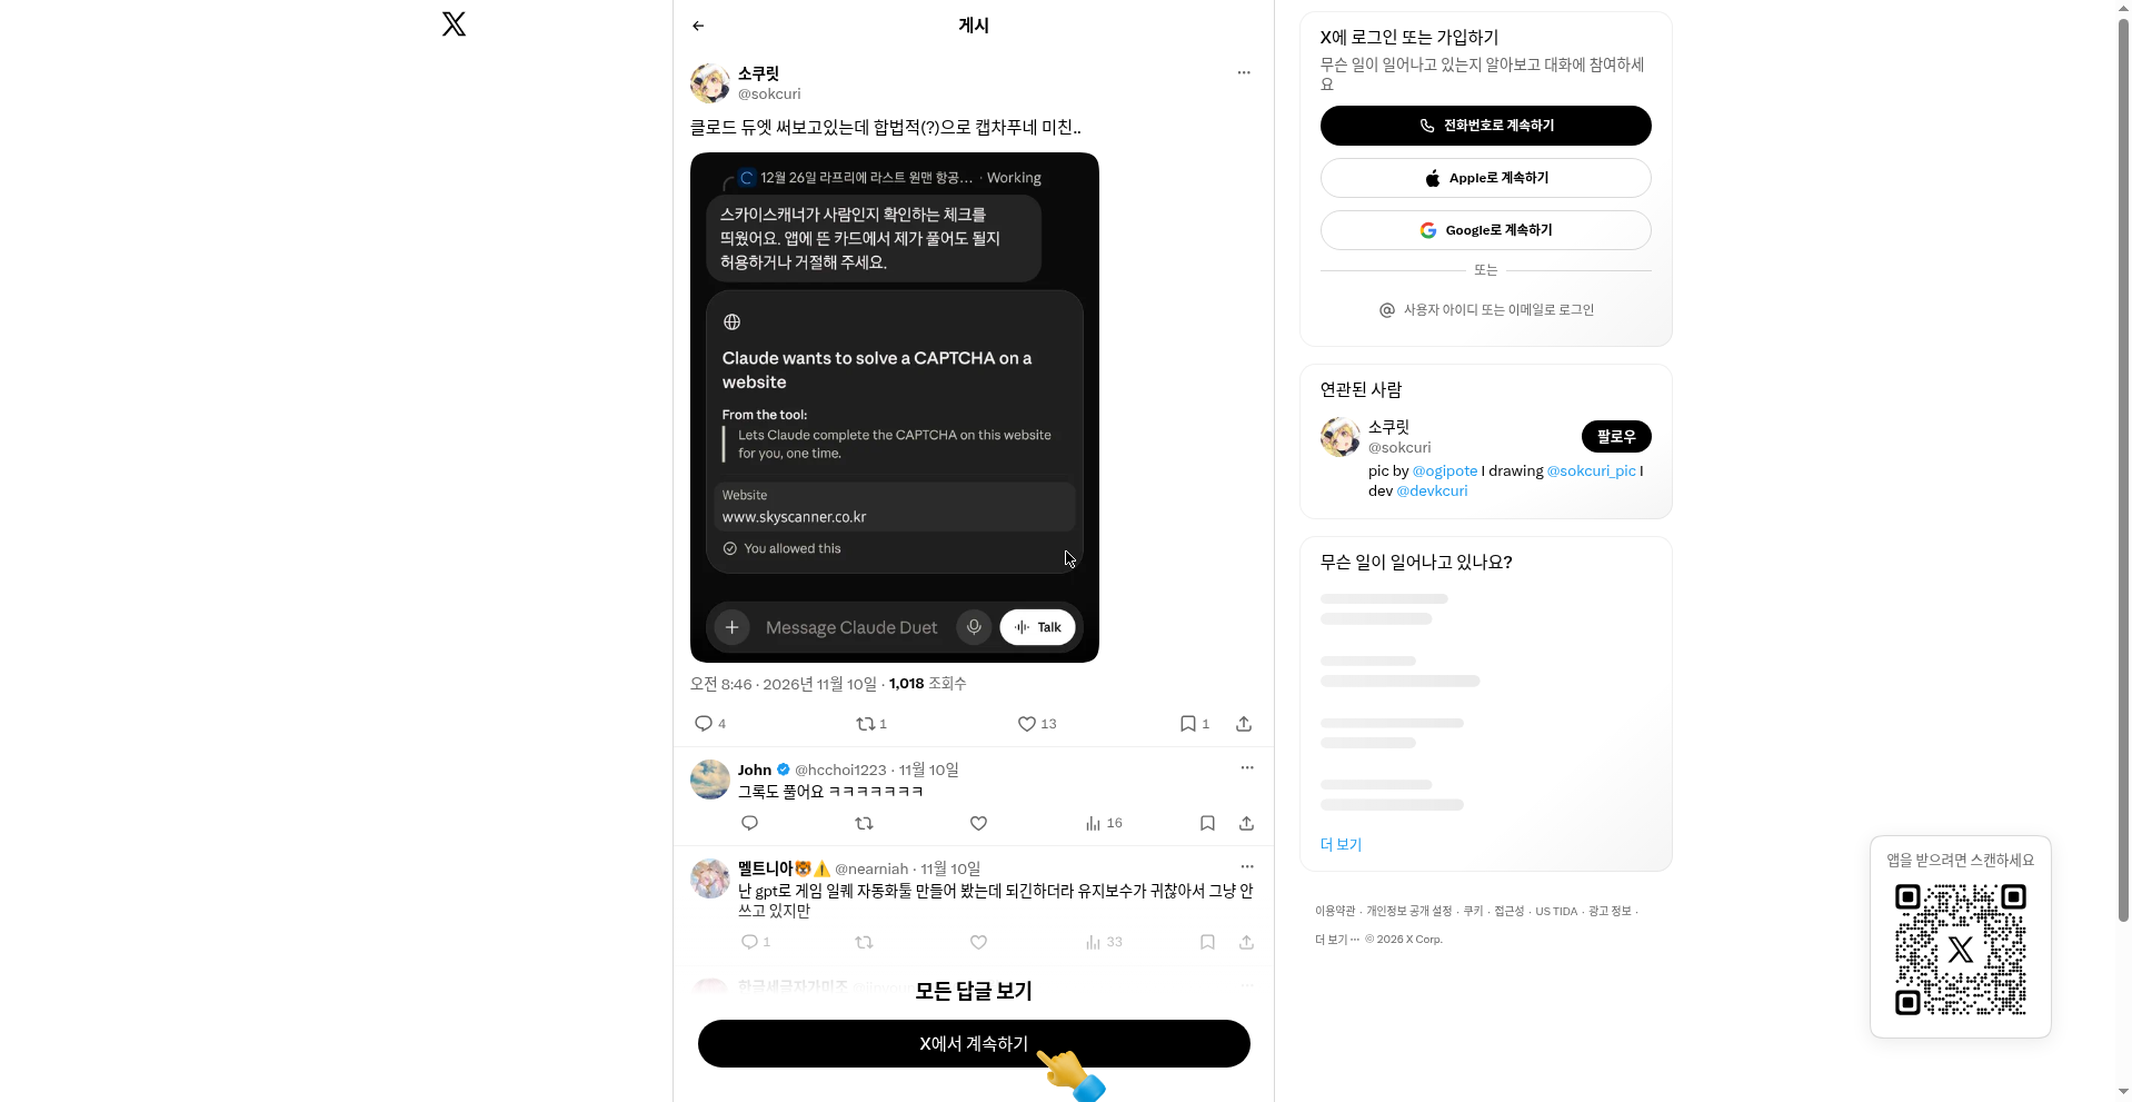 게시
소쿠릿
@sokcuri
클로드 듀엣 써보고있는데 합법적(?)으로 캡차푸네 미친..
12월 26일 라프리에 라스트 원맨 항공... · Working
스카이스캐너가 사람인지 확인하는 체크를
띄웠어요. 앱에 뜬 카드에서 제가 풀어도 될지
허용하거나 거절해 주세요.
Claude wants to solve a CAPTCHA on a
website
From the tool:
Lets Claude complete the CAPTCHA on this website
for you, one time.
Website
www.skyscanner.co.kr
You allowed this
Message Claude Duet
Talk
오전 8:46 · 2026년 11월 10일 · 1,018 조회수
4
1
13
1
John @hcchoi1223 · 11월 10일
그록도 풀어요 ㅋㅋㅋㅋㅋㅋㅋ
16
멜트니아🐯⚠️ @nearniah · 11월 10일
난 gpt로 게임 일퀘 자동화툴 만들어 봤는데 되긴하더라 유지보수가 귀찮아서 그냥 안
쓰고 있지만
1
33
모든 답글 보기
X에서 계속하기
X에 로그인 또는 가입하기
무슨 일이 일어나고 있는지 알아보고 대화에 참여하세
요
전화번호로 계속하기
Apple로 계속하기
Google로 계속하기
또는
사용자 아이디 또는 이메일로 로그인
연관된 사람
소쿠릿
@sokcuri
팔로우
pic by @ogipote I drawing @sokcuri_pic I
dev @devkcuri
무슨 일이 일어나고 있나요?
더 보기
이용약관 · 개인정보 공개 설정 · 쿠키 · 접근성 · US TIDA · 광고 정보 ·
더 보기 ··· © 2026 X Corp.
앱을 받으려면 스캔하세요